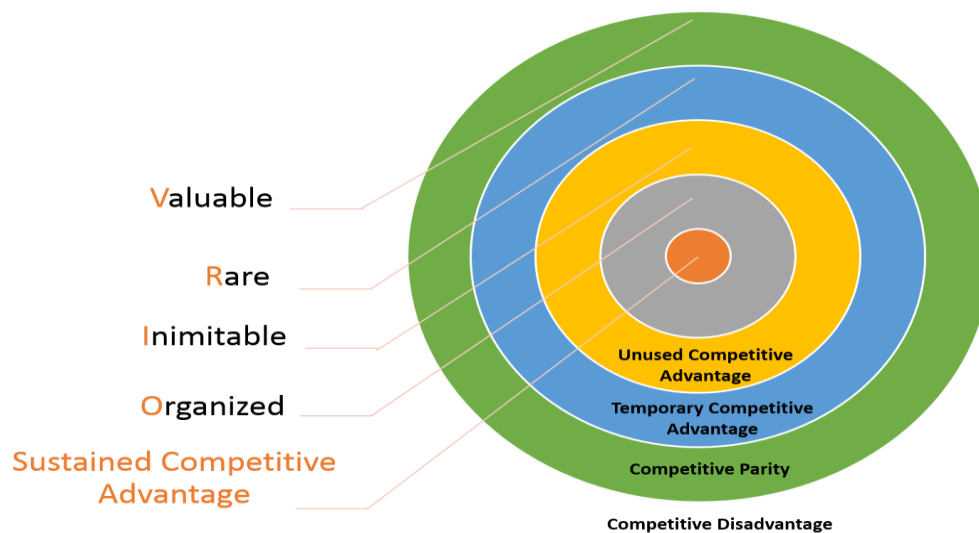 Valuable
Rare
Inimitable
Organized
Sustained Competitive
Advantage
Unused Competitive
Advantage
Temporary Competitive
Advantage
Competitive Parity
Competitive Disadvantage